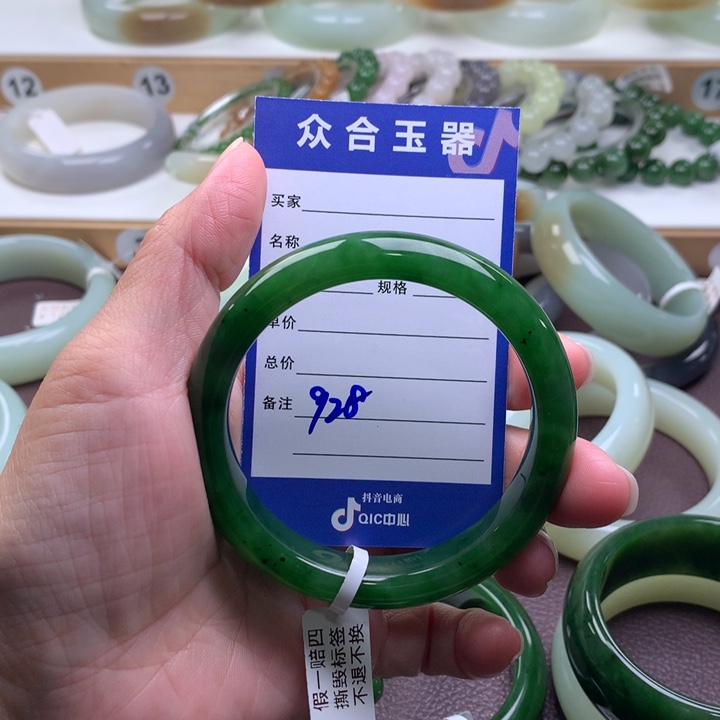 12
13
众合玉器
买家
名称
规格
单价
总价
备注 928
抖音电商
QIC中心
假一赔四
撕毁标签
不退不换